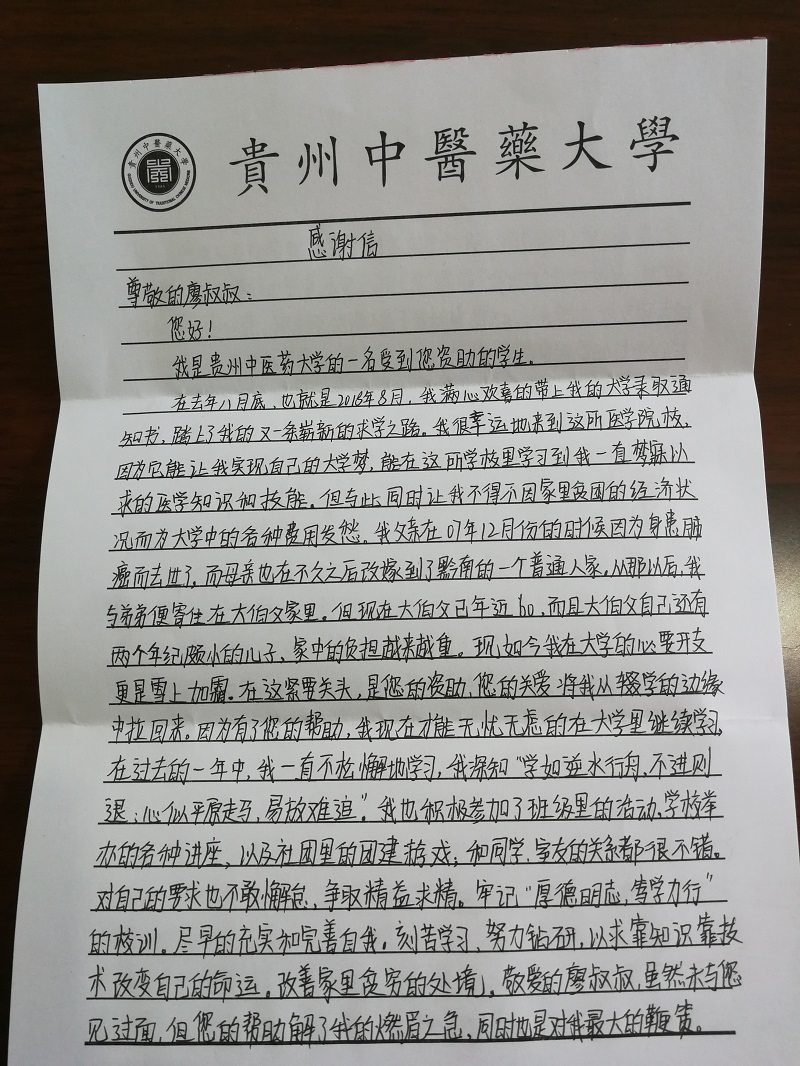 貴州中醫藥大學
貴州中醫藥大學
GUIZHOU UNIVERSITY OF TRADITIONAL CHINESE MEDICINE
感谢信
尊敬的廖叔叔：
您好！
我是贵州中医药大学的一名受到您资助的学生。
在去年八月底，也就是2018年8月，我满心欢喜的带上我的大学录取通
知书，踏上了我的又一条崭新的求学之路。我很幸运地来到这所医学院校，
因为它能让我实现自己的大学梦，能在这所学校里学习到我一直梦寐以
求的医学知识和技能。但与此同时让我不得不因家里贫困的经济状
况而为大学中的各种费用发愁。我父亲在07年12月份的时候因为身患肺
癌而去世了，而母亲也在不久之后改嫁到了黔南的一个普通人家，从那以后，我
与弟弟便寄住在大伯父家里。但现在大伯父已年近60，而且大伯父自己还有
两个年纪颇小的儿子，家中的负担越来越重。现如今我在大学的必要开支
更是雪上加霜。在这紧要关头，是您的资助，您的关爱将我从辍学的边缘
中拉回来。因为有了您的帮助，我现在才能无忧无虑的在大学里继续学习，
在过去的一年中，我一直不松懈地学习，我深知“学如逆水行舟，不进则
退；心似平原走马，易放难追”。我也积极参加了班级里的活动，学校举
办的各种讲座，以及社团里的团建游戏；和同学，室友的关系都很不错。
对自己的要求也不敢懈怠，争取精益求精。牢记“厚德明志，笃学力行”
的校训。尽早的充实和完善自我。刻苦学习，努力钻研，以求靠知识靠技
术改变自己的命运。改善家里贫穷的处境。敬爱的廖叔叔，虽然未与您
见过面，但您的帮助解了我的燃眉之急，同时也是对我最大的鞭策。